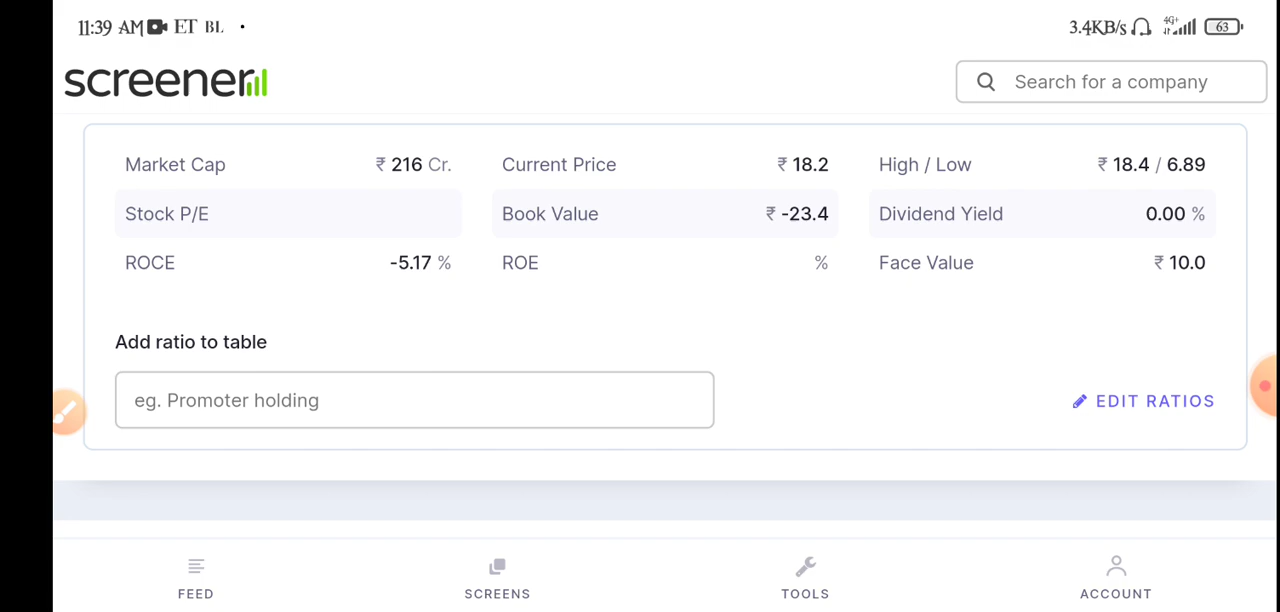 11:39 AM ET BL •
3.4KB/s 4G+ 63
screener
Search for a company
Market Cap ₹ 216 Cr.
Current Price ₹ 18.2
High / Low ₹ 18.4 / 6.89
Stock P/E
Book Value ₹ -23.4
Dividend Yield 0.00 %
ROCE -5.17 %
ROE %
Face Value ₹ 10.0
Add ratio to table
eg. Promoter holding
EDIT RATIOS
FEED
SCREENS
TOOLS
ACCOUNT